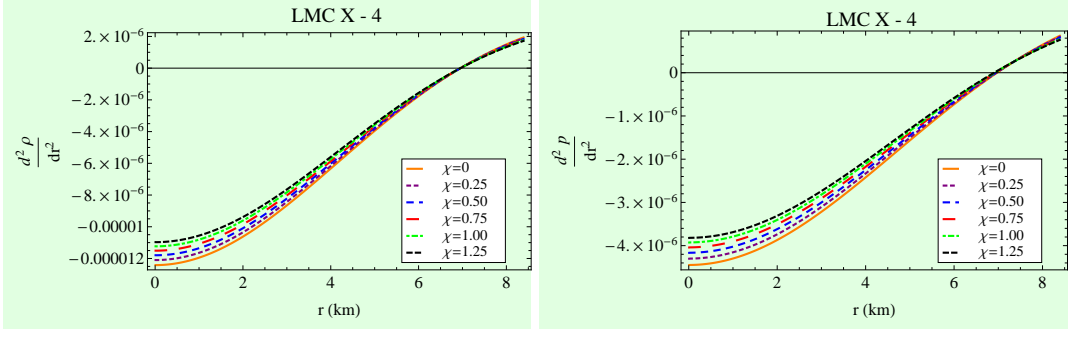 LMC X - 4
2. × 10⁻⁶
0
-2. × 10⁻⁶
-4. × 10⁻⁶
-6. × 10⁻⁶
-8. × 10⁻⁶
-0.00001
-0.000012
d² ρ
dr²
χ=0
χ=0.25
χ=0.50
χ=0.75
χ=1.00
χ=1.25
0 2 4 6 8
r (km)
LMC X - 4
0
-1. × 10⁻⁶
-2. × 10⁻⁶
-3. × 10⁻⁶
-4. × 10⁻⁶
d² p
dr²
χ=0
χ=0.25
χ=0.50
χ=0.75
χ=1.00
χ=1.25
0 2 4 6 8
r (km)